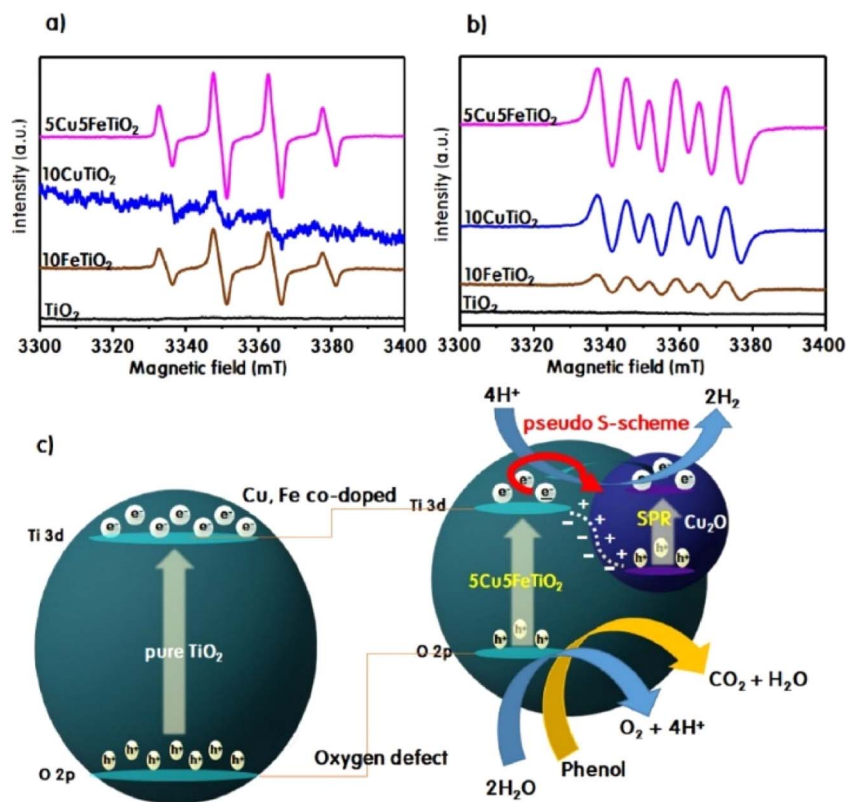 a)
intensity (a.u.)
5Cu5FeTiO₂
10CuTiO₂
10FeTiO₂
TiO₂
3300 3320 3340 3360 3380 3400
Magnetic field (mT)
b)
intensity (a.u.)
5Cu5FeTiO₂
10CuTiO₂
10FeTiO₂
TiO₂
3300 3320 3340 3360 3380 3400
Magnetic field (mT)
c)
Ti 3d
e⁻ e⁻ e⁻ e⁻ e⁻ e⁻ e⁻
pure TiO₂
h⁺ h⁺ h⁺ h⁺ h⁺ h⁺ h⁺
O 2p
Cu, Fe co-doped
Oxygen defect
4H⁺
pseudo S-scheme
2H₂
Ti 3d
e⁻ e⁻ e⁻
− − − − −
+ + + +
e⁻ e⁻ e⁻
SPR
Cu₂O
h⁺ h⁺ h⁺
5Cu5FeTiO₂
h⁺ h⁺ h⁺
O 2p
CO₂ + H₂O
O₂ + 4H⁺
Phenol
2H₂O